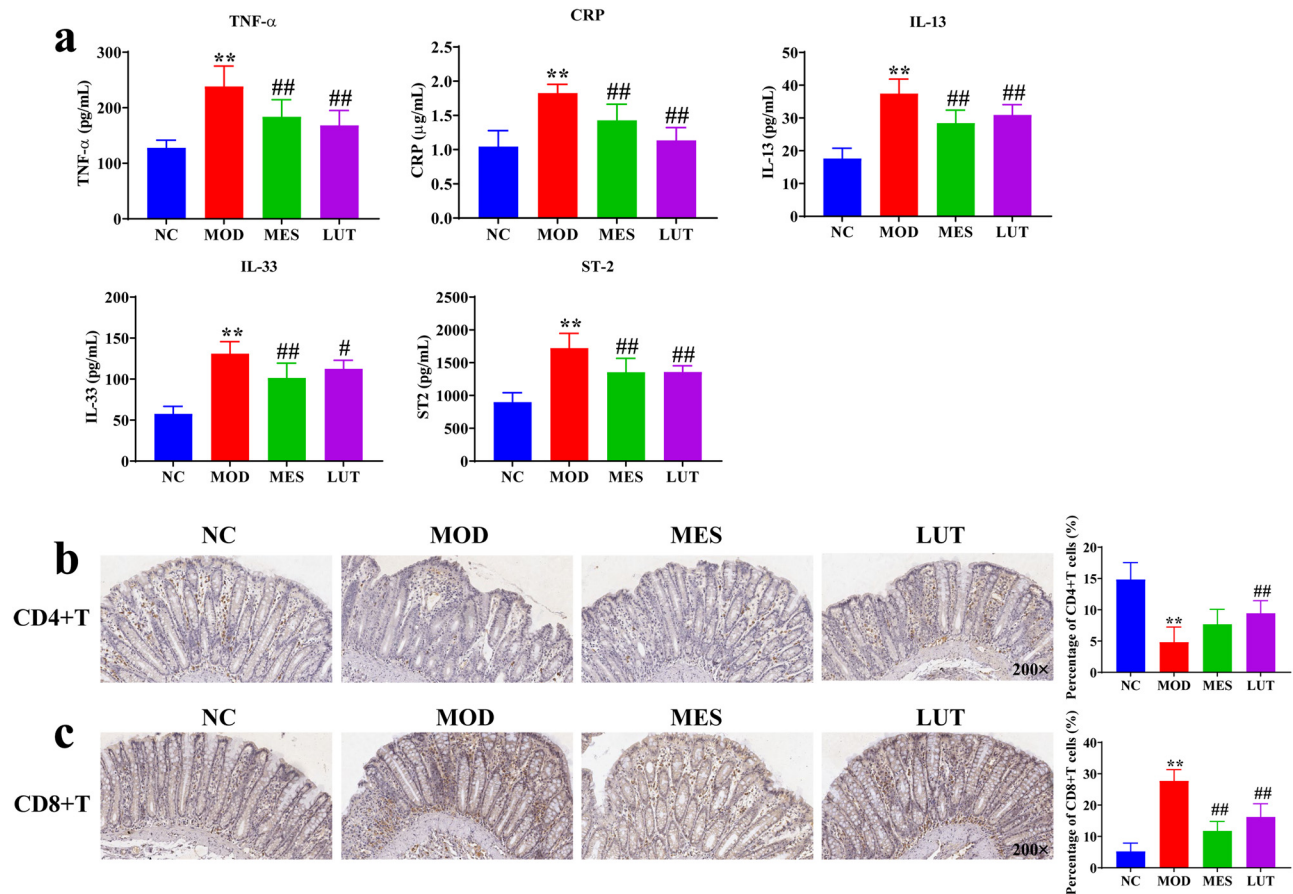 a
TNF-α
TNF-α (pg/mL)
300
200
100
0
**
##
##
NC MOD MES LUT
CRP
CRP (μg/mL)
2.0
1.5
1.0
0.5
0.0
2.5
**
##
##
NC MOD MES LUT
IL-13
IL-13 (pg/mL)
50
40
30
20
10
0
**
##
##
NC MOD MES LUT
IL-33
IL-33 (pg/mL)
200
150
100
50
0
**
##
#
NC MOD MES LUT
ST-2
ST2 (pg/mL)
2500
2000
1500
1000
500
0
**
##
##
NC MOD MES LUT
b
NC MOD MES LUT
CD4+T
200×
Percentage of CD4+T cells (%)
20
15
10
5
0
**
##
NC MOD MES LUT
c
NC MOD MES LUT
CD8+T
200×
Percentage of CD8+T cells (%)
40
30
20
10
0
**
##
##
NC MOD MES LUT